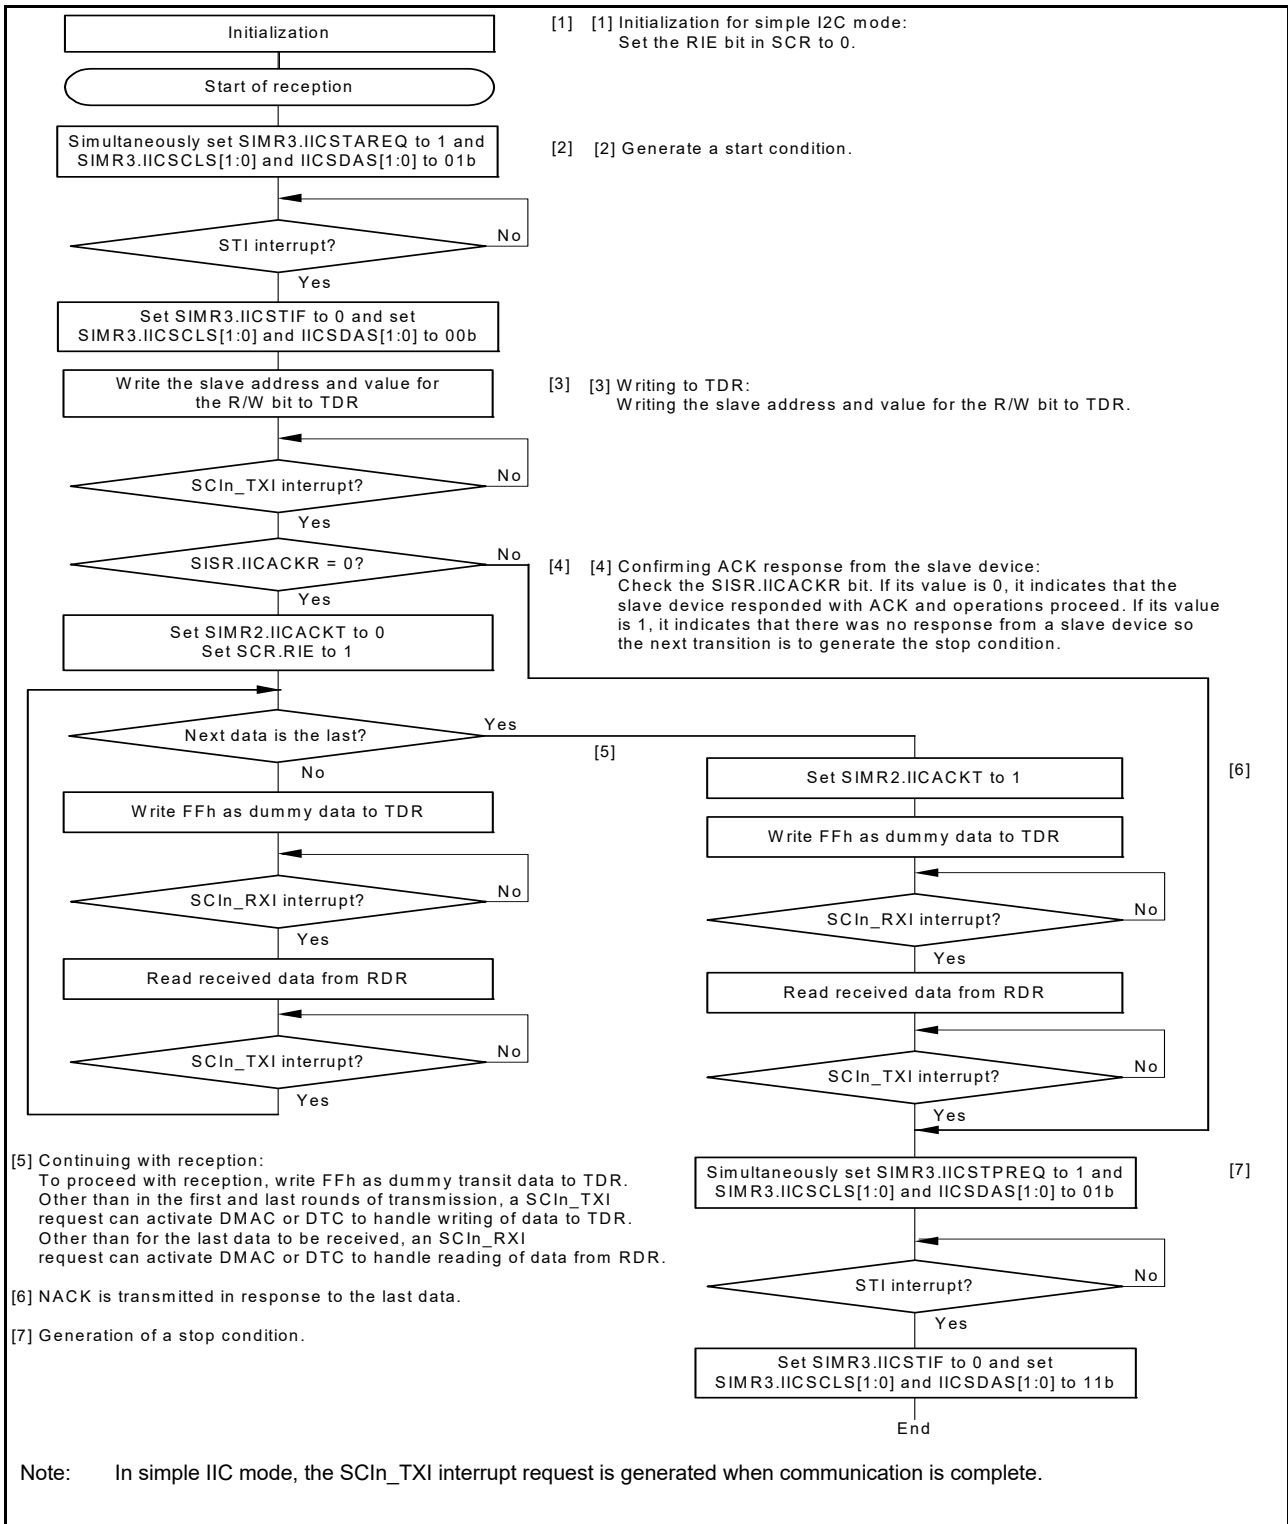 Initialization
[1] [1] Initialization for simple I2C mode:
Set the RIE bit in SCR to 0.
Start of reception
Simultaneously set SIMR3.IICSTAREQ to 1 and
SIMR3.IICSCLS[1:0] and IICSDAS[1:0] to 01b
[2] [2] Generate a start condition.
STI interrupt?
No
Yes
Set SIMR3.IICSTIF to 0 and set
SIMR3.IICSCLS[1:0] and IICSDAS[1:0] to 00b
Write the slave address and value for
the R/W bit to TDR
[3] [3] Writing to TDR:
Writing the slave address and value for the R/W bit to TDR.
SCIn_TXI interrupt?
No
Yes
SISR.IICACKR = 0?
No
Yes
[4] [4] Confirming ACK response from the slave device:
Check the SISR.IICACKR bit. If its value is 0, it indicates that the
slave device responded with ACK and operations proceed. If its value
is 1, it indicates that there was no response from a slave device so
the next transition is to generate the stop condition.
Set SIMR2.IICACKT to 0
Set SCR.RIE to 1
Next data is the last?
Yes
[5]
No
Write FFh as dummy data to TDR
SCIn_RXI interrupt?
No
Yes
Read received data from RDR
SCIn_TXI interrupt?
No
Yes
Set SIMR2.IICACKT to 1
[6]
Write FFh as dummy data to TDR
SCIn_RXI interrupt?
No
Yes
Read received data from RDR
SCIn_TXI interrupt?
No
Yes
Simultaneously set SIMR3.IICSTPREQ to 1 and
SIMR3.IICSCLS[1:0] and IICSDAS[1:0] to 01b
[7]
STI interrupt?
No
Yes
Set SIMR3.IICSTIF to 0 and set
SIMR3.IICSCLS[1:0] and IICSDAS[1:0] to 11b
End
[5] Continuing with reception:
To proceed with reception, write FFh as dummy transit data to TDR.
Other than in the first and last rounds of transmission, a SCIn_TXI
request can activate DMAC or DTC to handle writing of data to TDR.
Other than for the last data to be received, an SCIn_RXI
request can activate DMAC or DTC to handle reading of data from RDR.
[6] NACK is transmitted in response to the last data.
[7] Generation of a stop condition.
Note: In simple IIC mode, the SCIn_TXI interrupt request is generated when communication is complete.